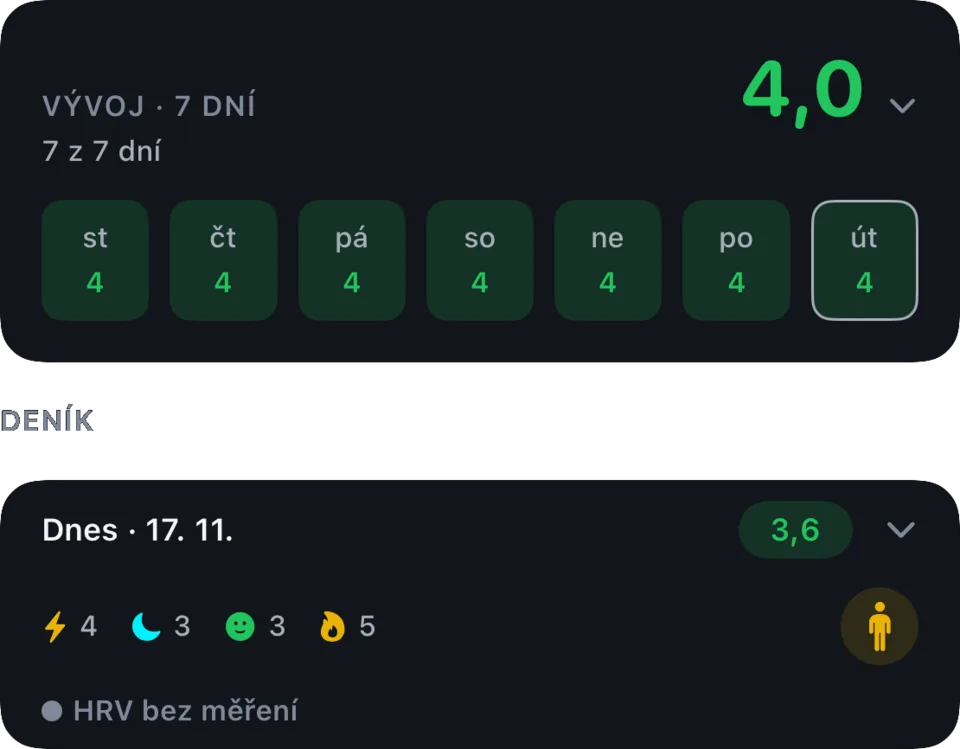 VÝVOJ · 7 DNÍ
4,0
7 z 7 dní
st čt pá so ne po út
4 4 4 4 4 4 4
DENÍK
Dnes · 17. 11.
3,6
4 3 3 5
HRV bez měření